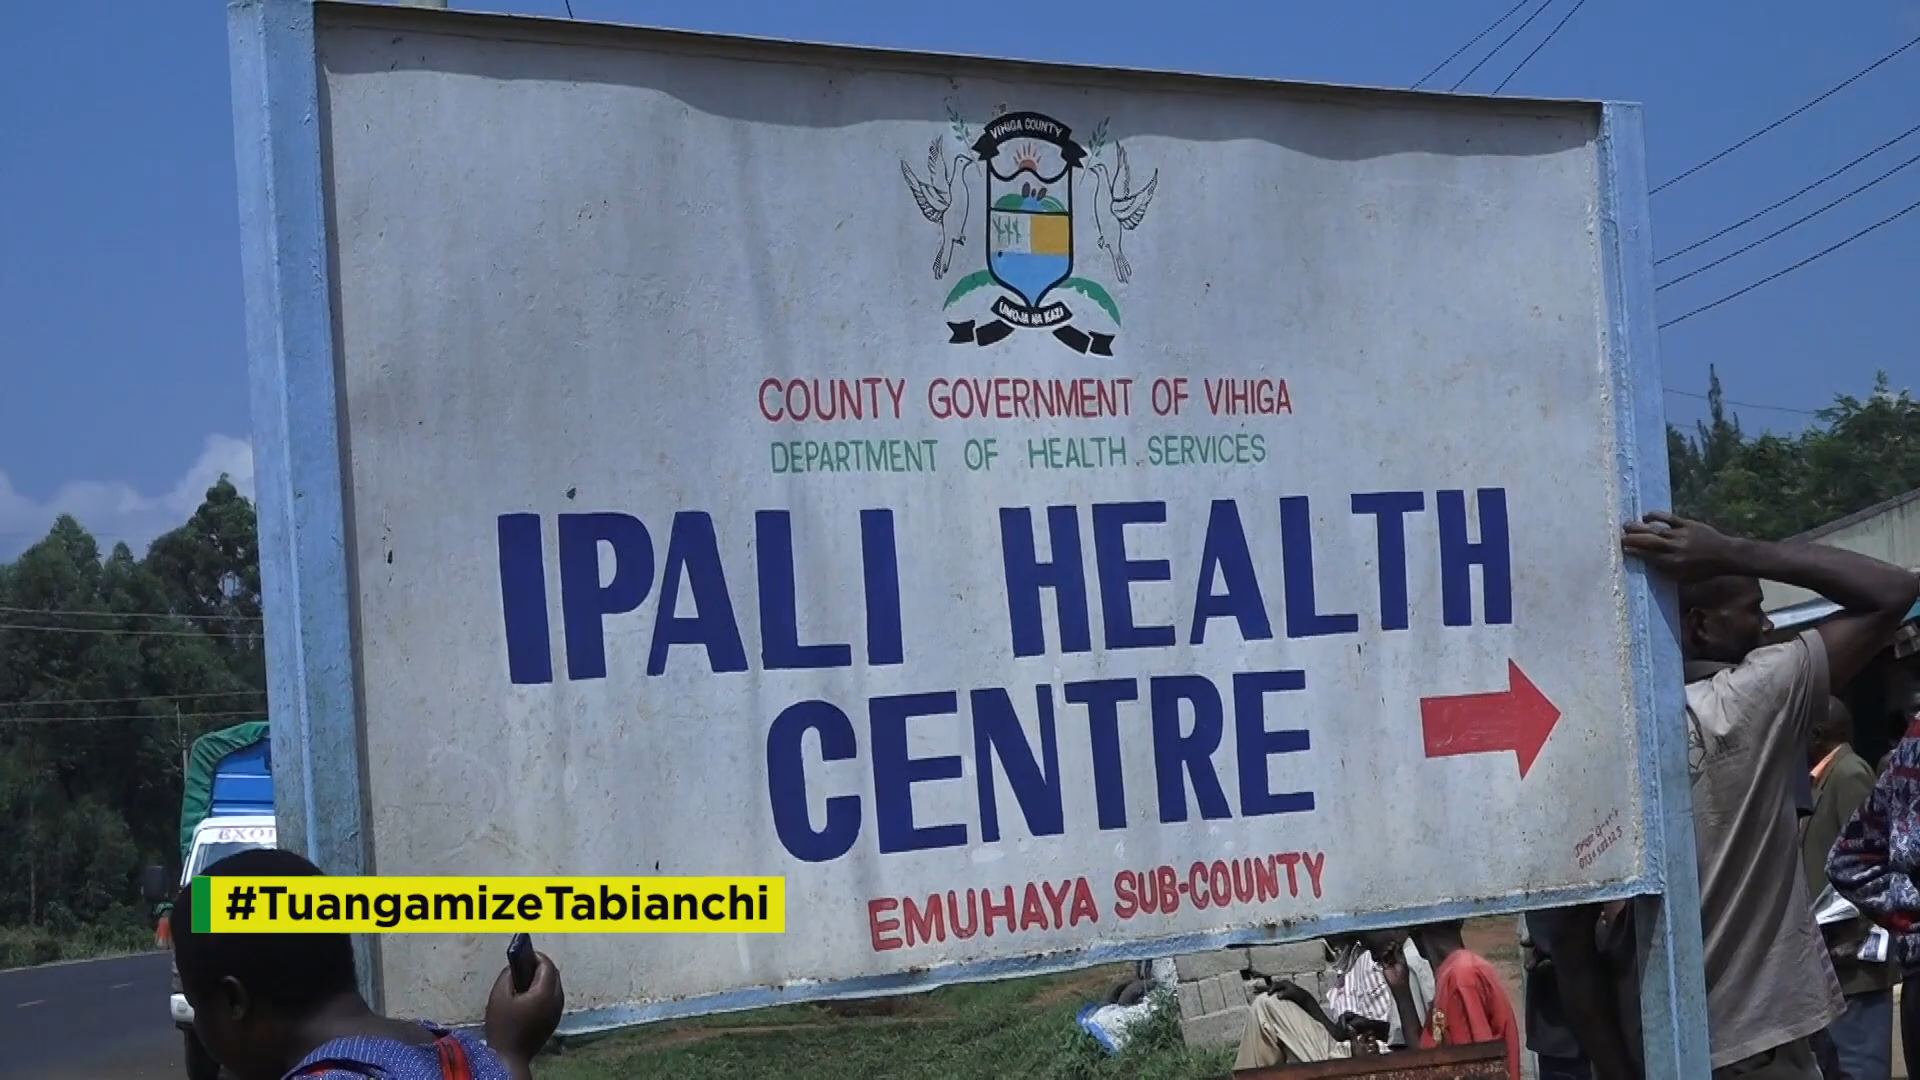 VIHIGA COUNTY
UMOJA NA KAZI
COUNTY GOVERNMENT OF VIHIGA
DEPARTMENT OF HEALTH SERVICES
IPALI HEALTH
CENTRE
EMUHAYA SUB-COUNTY
#TuangamizeTabianchi